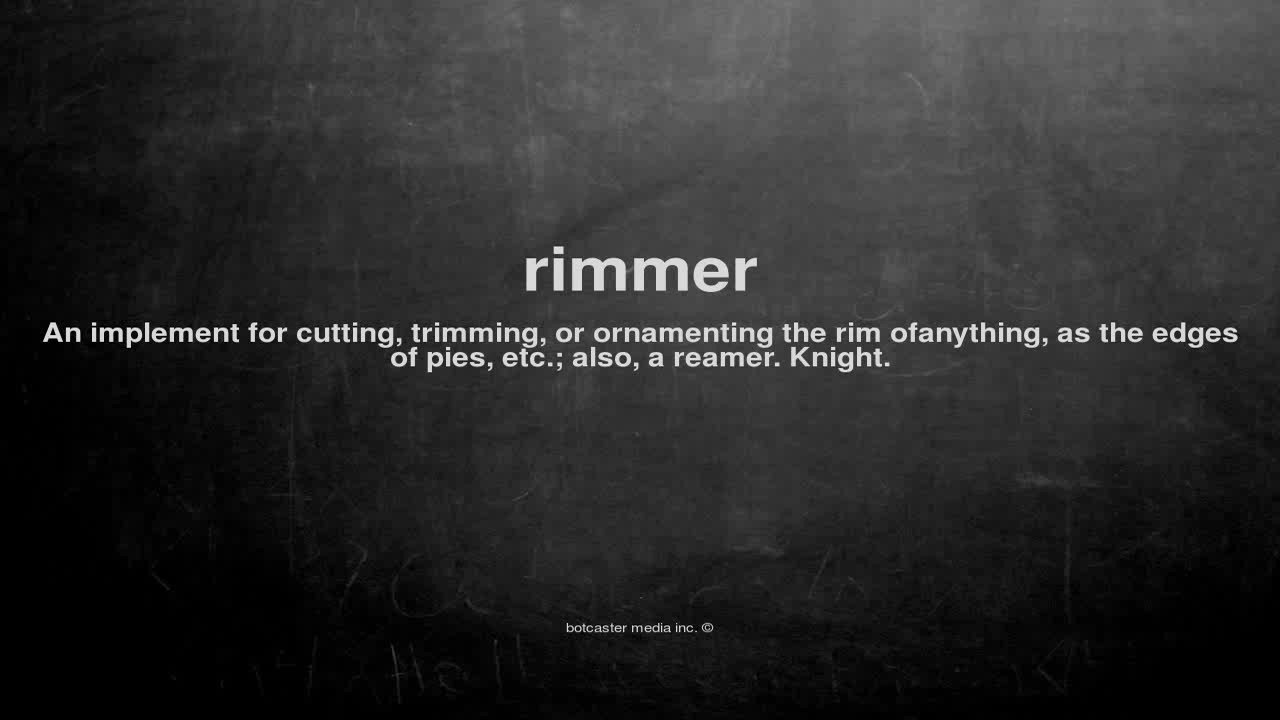 rimmer
An implement for cutting, trimming, or ornamenting the rim ofanything, as the edges
of pies, etc.; also, a reamer. Knight.
botcaster media inc. ©